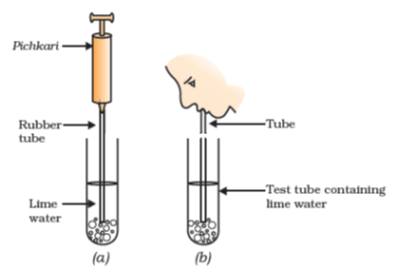 Pichkari
Rubber
tube
Lime
water
(a)
Tube
Test tube containing
lime water
(b)